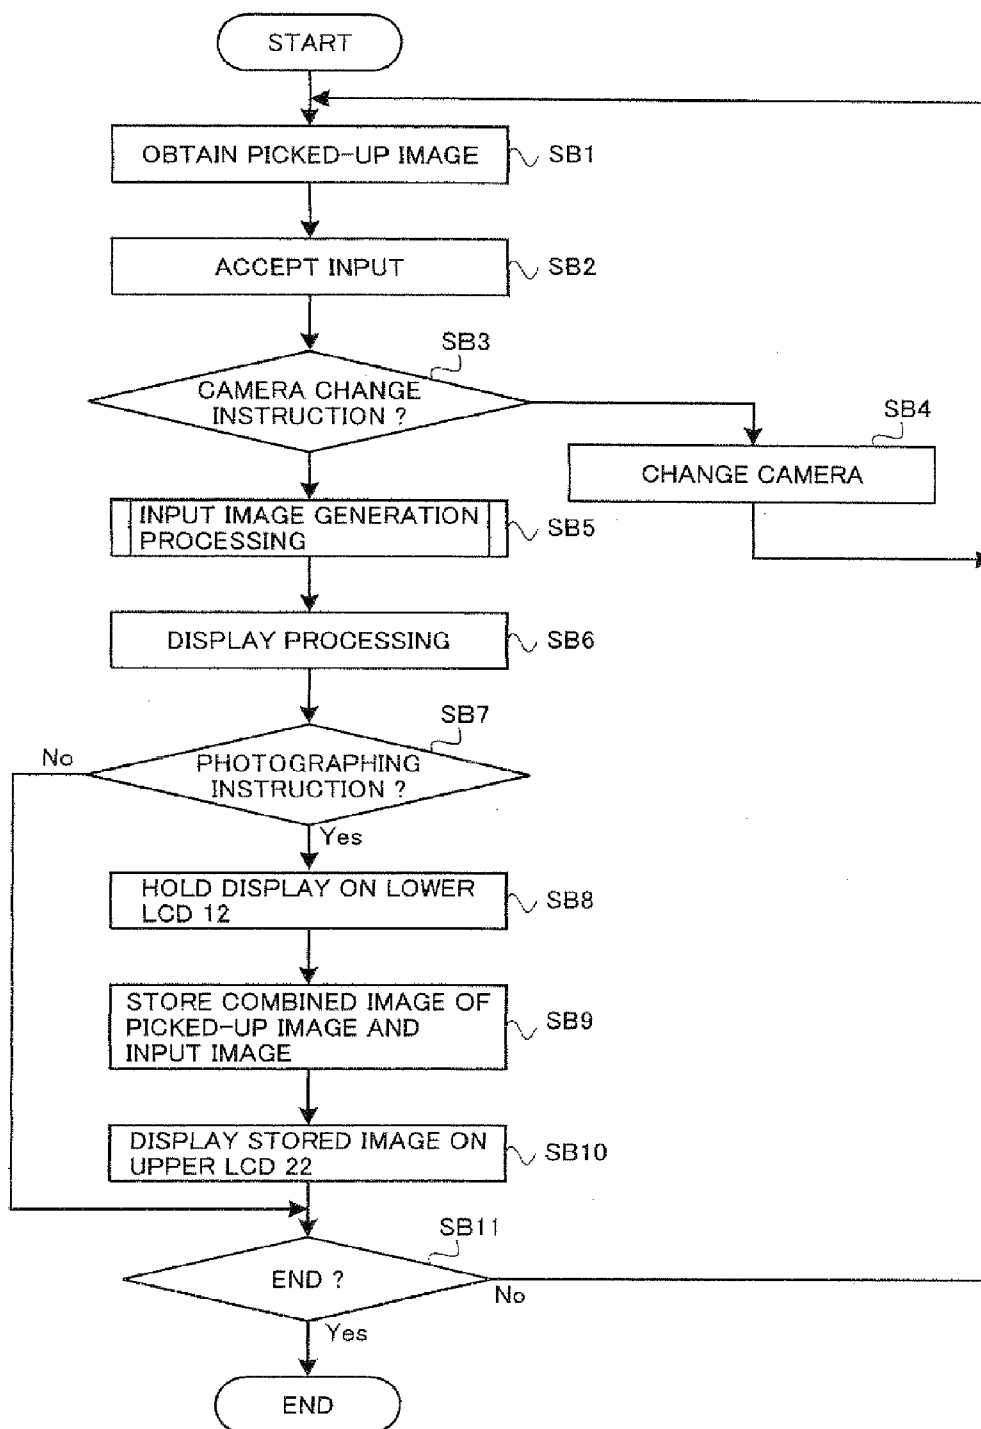 START
OBTAIN PICKED-UP IMAGE
SB1
ACCEPT INPUT
SB2
SB3
CAMERA CHANGE
INSTRUCTION ?
SB4
CHANGE CAMERA
INPUT IMAGE GENERATION
PROCESSING
SB5
DISPLAY PROCESSING
SB6
SB7
No
PHOTOGRAPHING
INSTRUCTION ?
Yes
HOLD DISPLAY ON LOWER
LCD 12
SB8
STORE COMBINED IMAGE OF
PICKED-UP IMAGE AND
INPUT IMAGE
SB9
DISPLAY STORED IMAGE ON
UPPER LCD 22
SB10
SB11
END ?
No
Yes
END